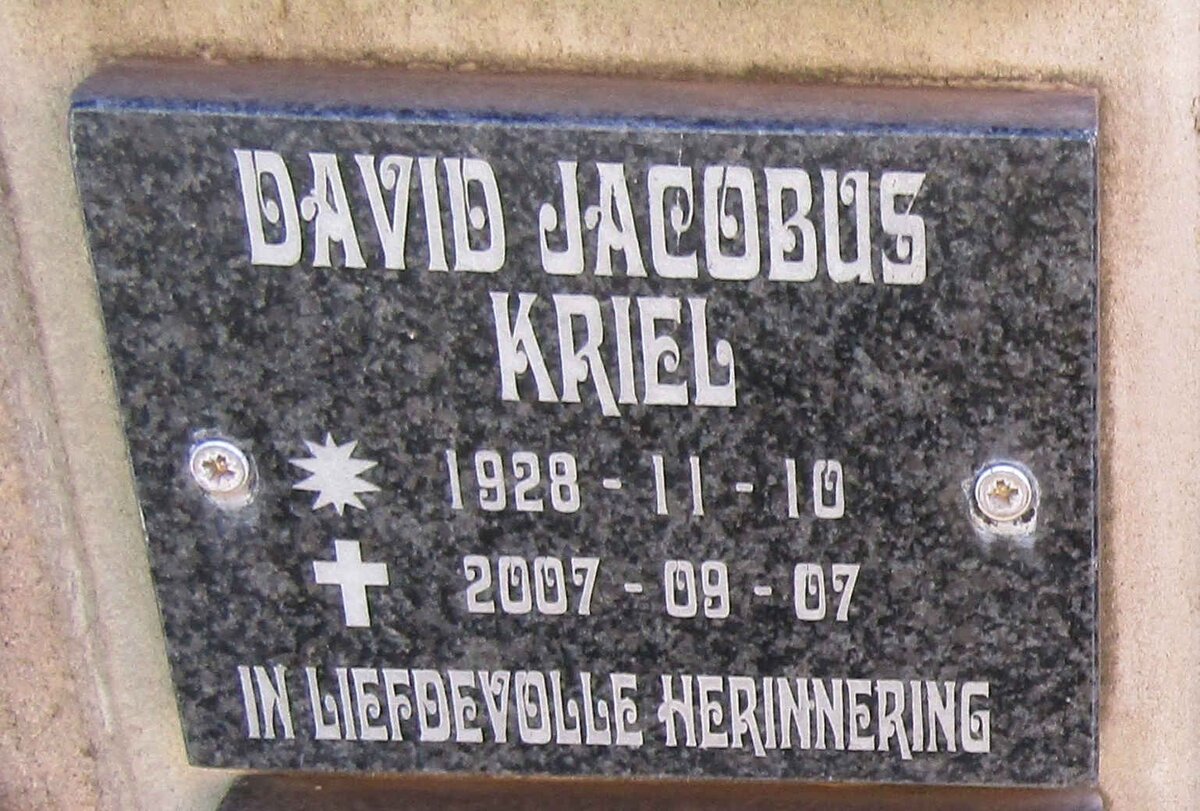 DAVID JACOBUS
KRIEL
1928 - 11 - 10
2007 - 09 - 07
IN LIEFDEVOLLE HERINNERING